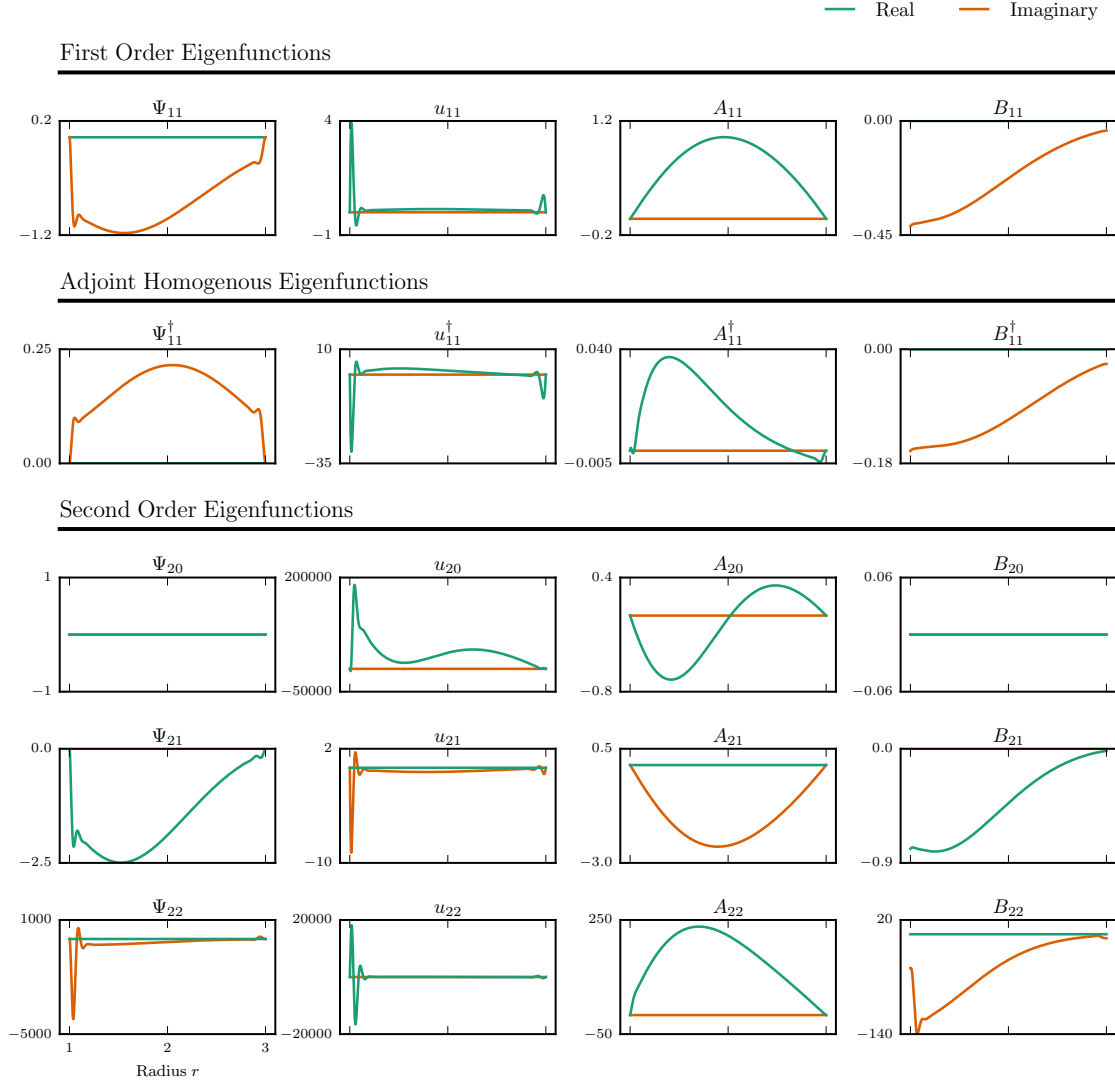 Real Imaginary
First Order Eigenfunctions
Ψ₁₁ u₁₁ A₁₁ B₁₁
0.2 4 1.2 0.00
−1.2 −1 −0.2 −0.45
Adjoint Homogenous Eigenfunctions
Ψ†₁₁ u†₁₁ A†₁₁ B†₁₁
0.25 10 0.040 0.00
0.00 −35 −0.005 −0.18
Second Order Eigenfunctions
Ψ₂₀ u₂₀ A₂₀ B₂₀
1 200000 0.4 0.06
−1 −50000 −0.8 −0.06
Ψ₂₁ u₂₁ A₂₁ B₂₁
0.0 2 0.5 0.0
−2.5 −10 −3.0 −0.9
Ψ₂₂ u₂₂ A₂₂ B₂₂
1000 20000 250 20
−5000 −20000 −50 −140
1 2 3
Radius r